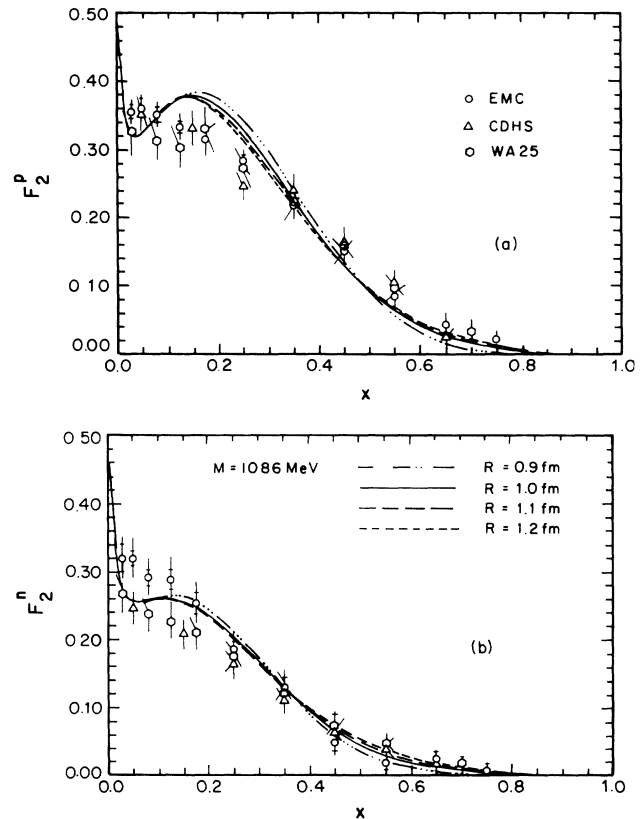 0.50
0.40
0.30
0.20
0.10
0.00
F₂ᵖ
EMC
CDHS
WA25
(a)
0.0 0.2 0.4 0.6 0.8 1.0
x
0 50
0.40
0.30
0.20
0.10
0.00
F₂ⁿ
M = 1086 MeV
R = 0.9 fm
R = 1.0 fm
R = 1.1 fm
R = 1.2 fm
(b)
0.0 0.2 0.4 0.6 0.8 1.0
x